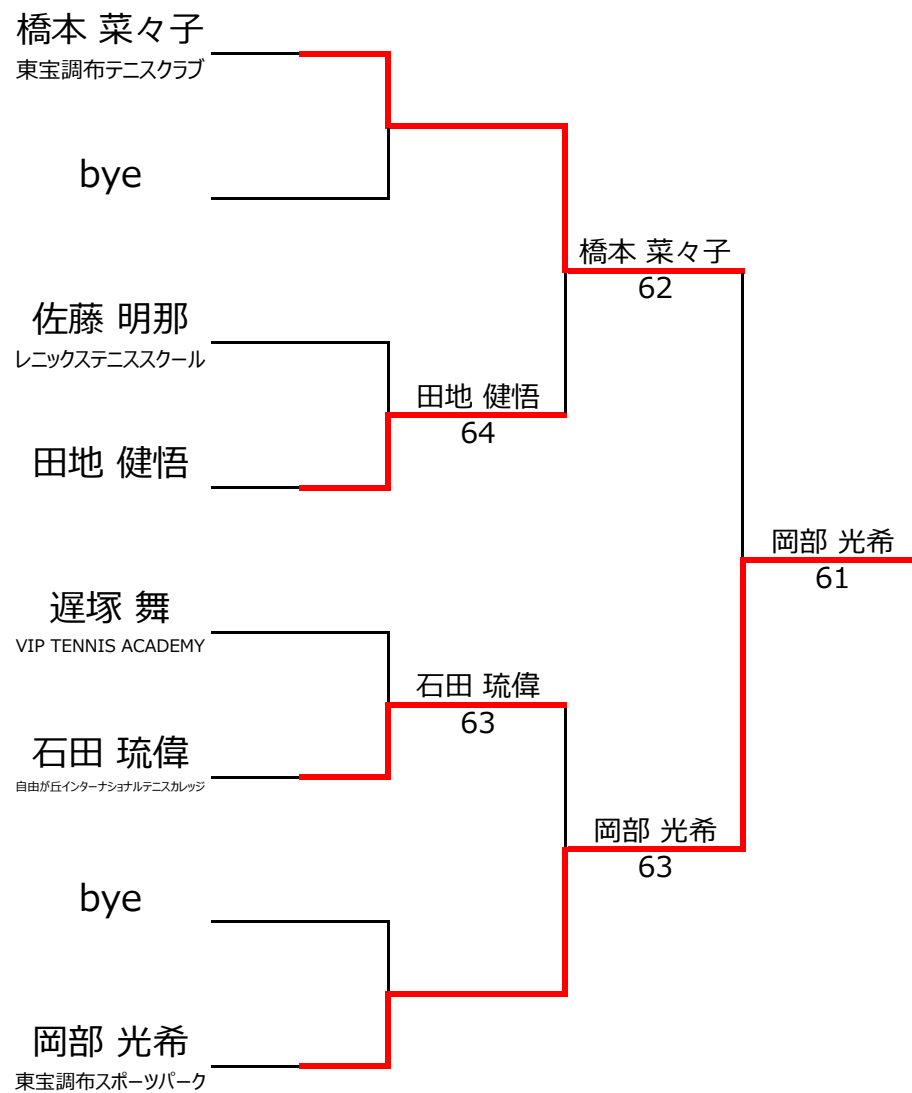 橋本 菜々子
東宝調布テニスクラブ
bye
橋本 菜々子
62
佐藤 明那
レニックステニススクール
田地 健悟
64
田地 健悟
岡部 光希
61
遅塚 舞
VIP TENNIS ACADEMY
石田 琉偉
63
石田 琉偉
自由が丘インターナショナルテニスカレッジ
岡部 光希
63
bye
岡部 光希
東宝調布スポーツパーク